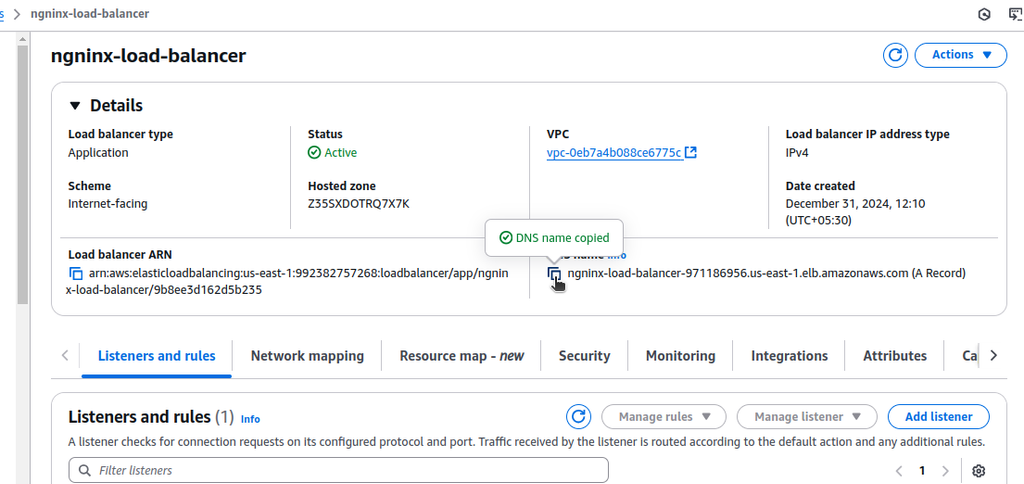 s > ngninx-load-balancer
ngninx-load-balancer
Actions
Details
Load balancer type
Application
Status
Active
VPC
vpc-0eb7a4b088ce6775c
Load balancer IP address type
IPv4
Scheme
Internet-facing
Hosted zone
Z35SXDOTRQ7X7K
Date created
December 31, 2024, 12:10
(UTC+05:30)
DNS name copied
Load balancer ARN
arn:aws:elasticloadbalancing:us-east-1:992382757268:loadbalancer/app/ngnin
x-load-balancer/9b8ee3d162d5b235
name Info
ngninx-load-balancer-971186956.us-east-1.elb.amazonaws.com (A Record)
Listeners and rules
Network mapping
Resource map - new
Security
Monitoring
Integrations
Attributes
Ca
Listeners and rules (1) Info
Manage rules
Manage listener
Add listener
A listener checks for connection requests on its configured protocol and port. Traffic received by the listener is routed according to the default action and any additional rules.
Filter listeners
1